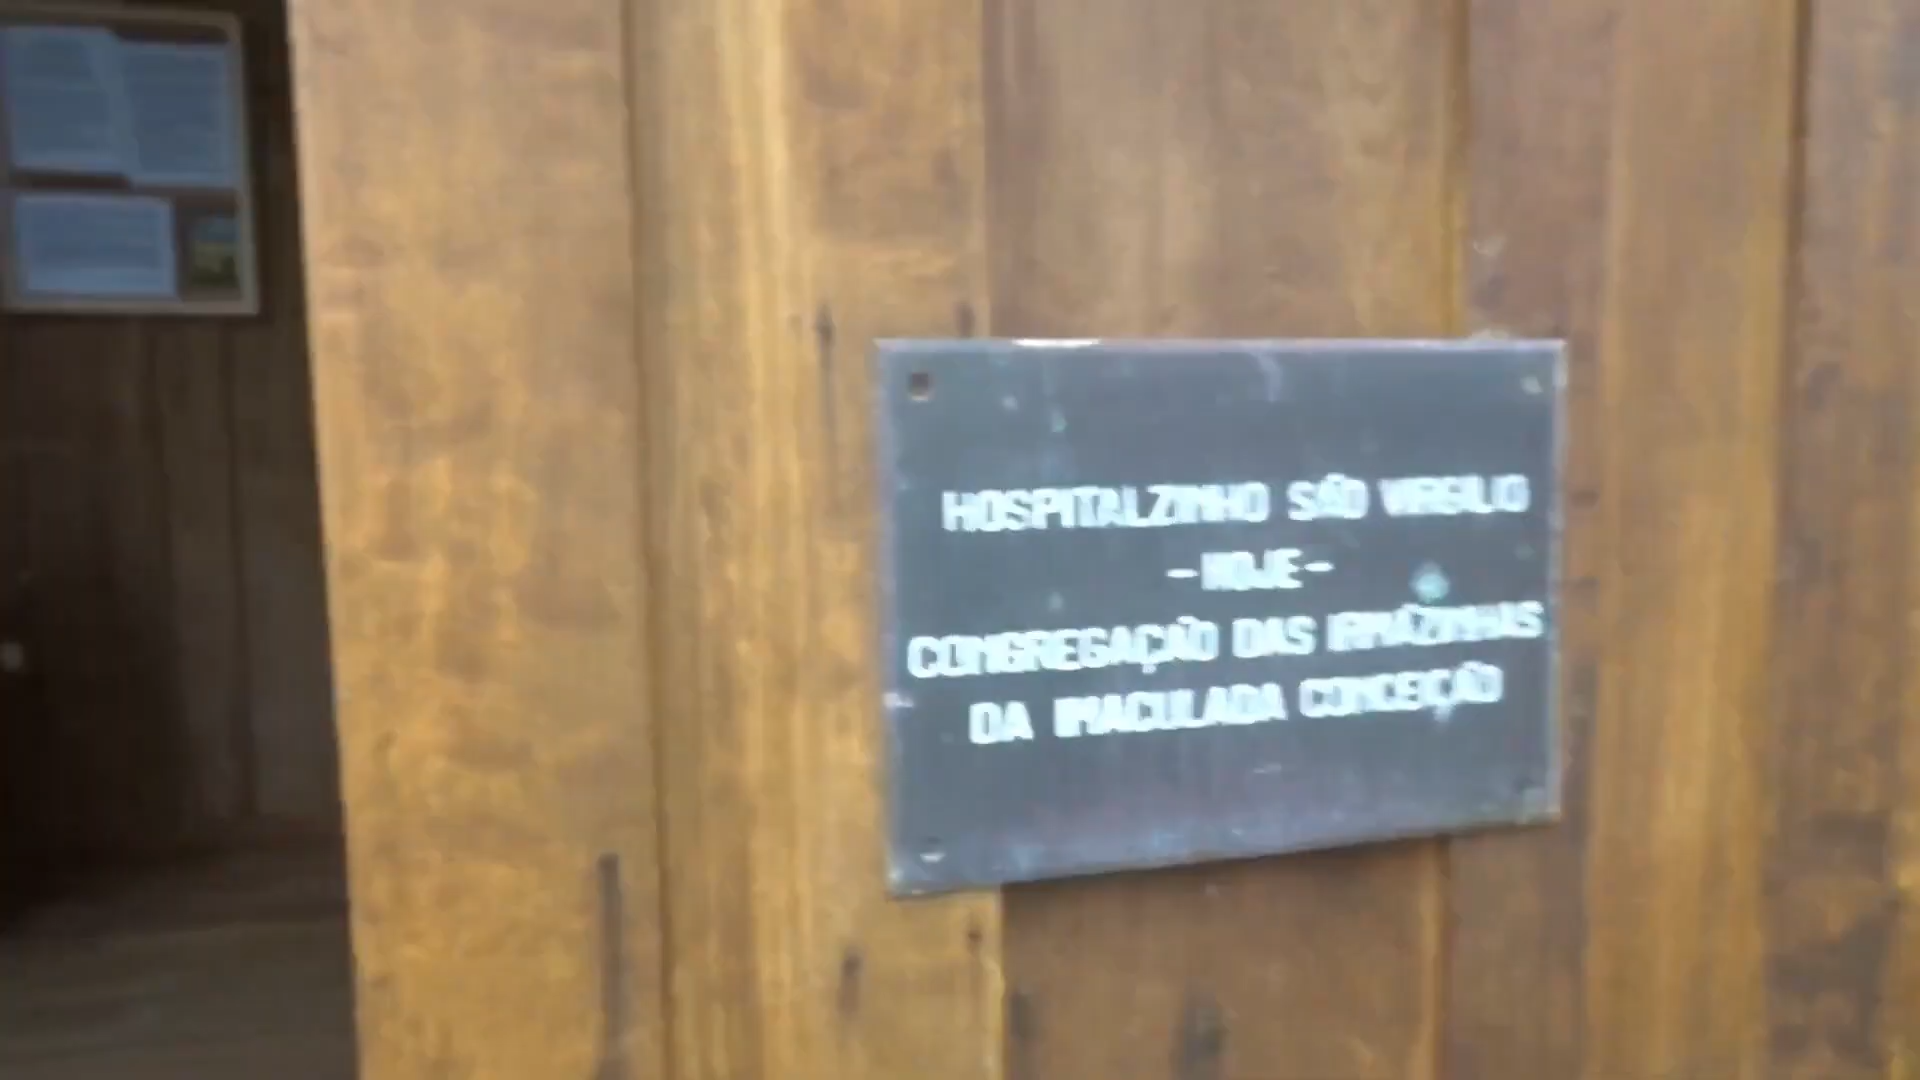 HOSPITALZINHO SÃO VIRGILIO
- HOJE -
CONGREGAÇÃO DAS IRMÃZINHAS
DA IMACULADA CONCEIÇÃO